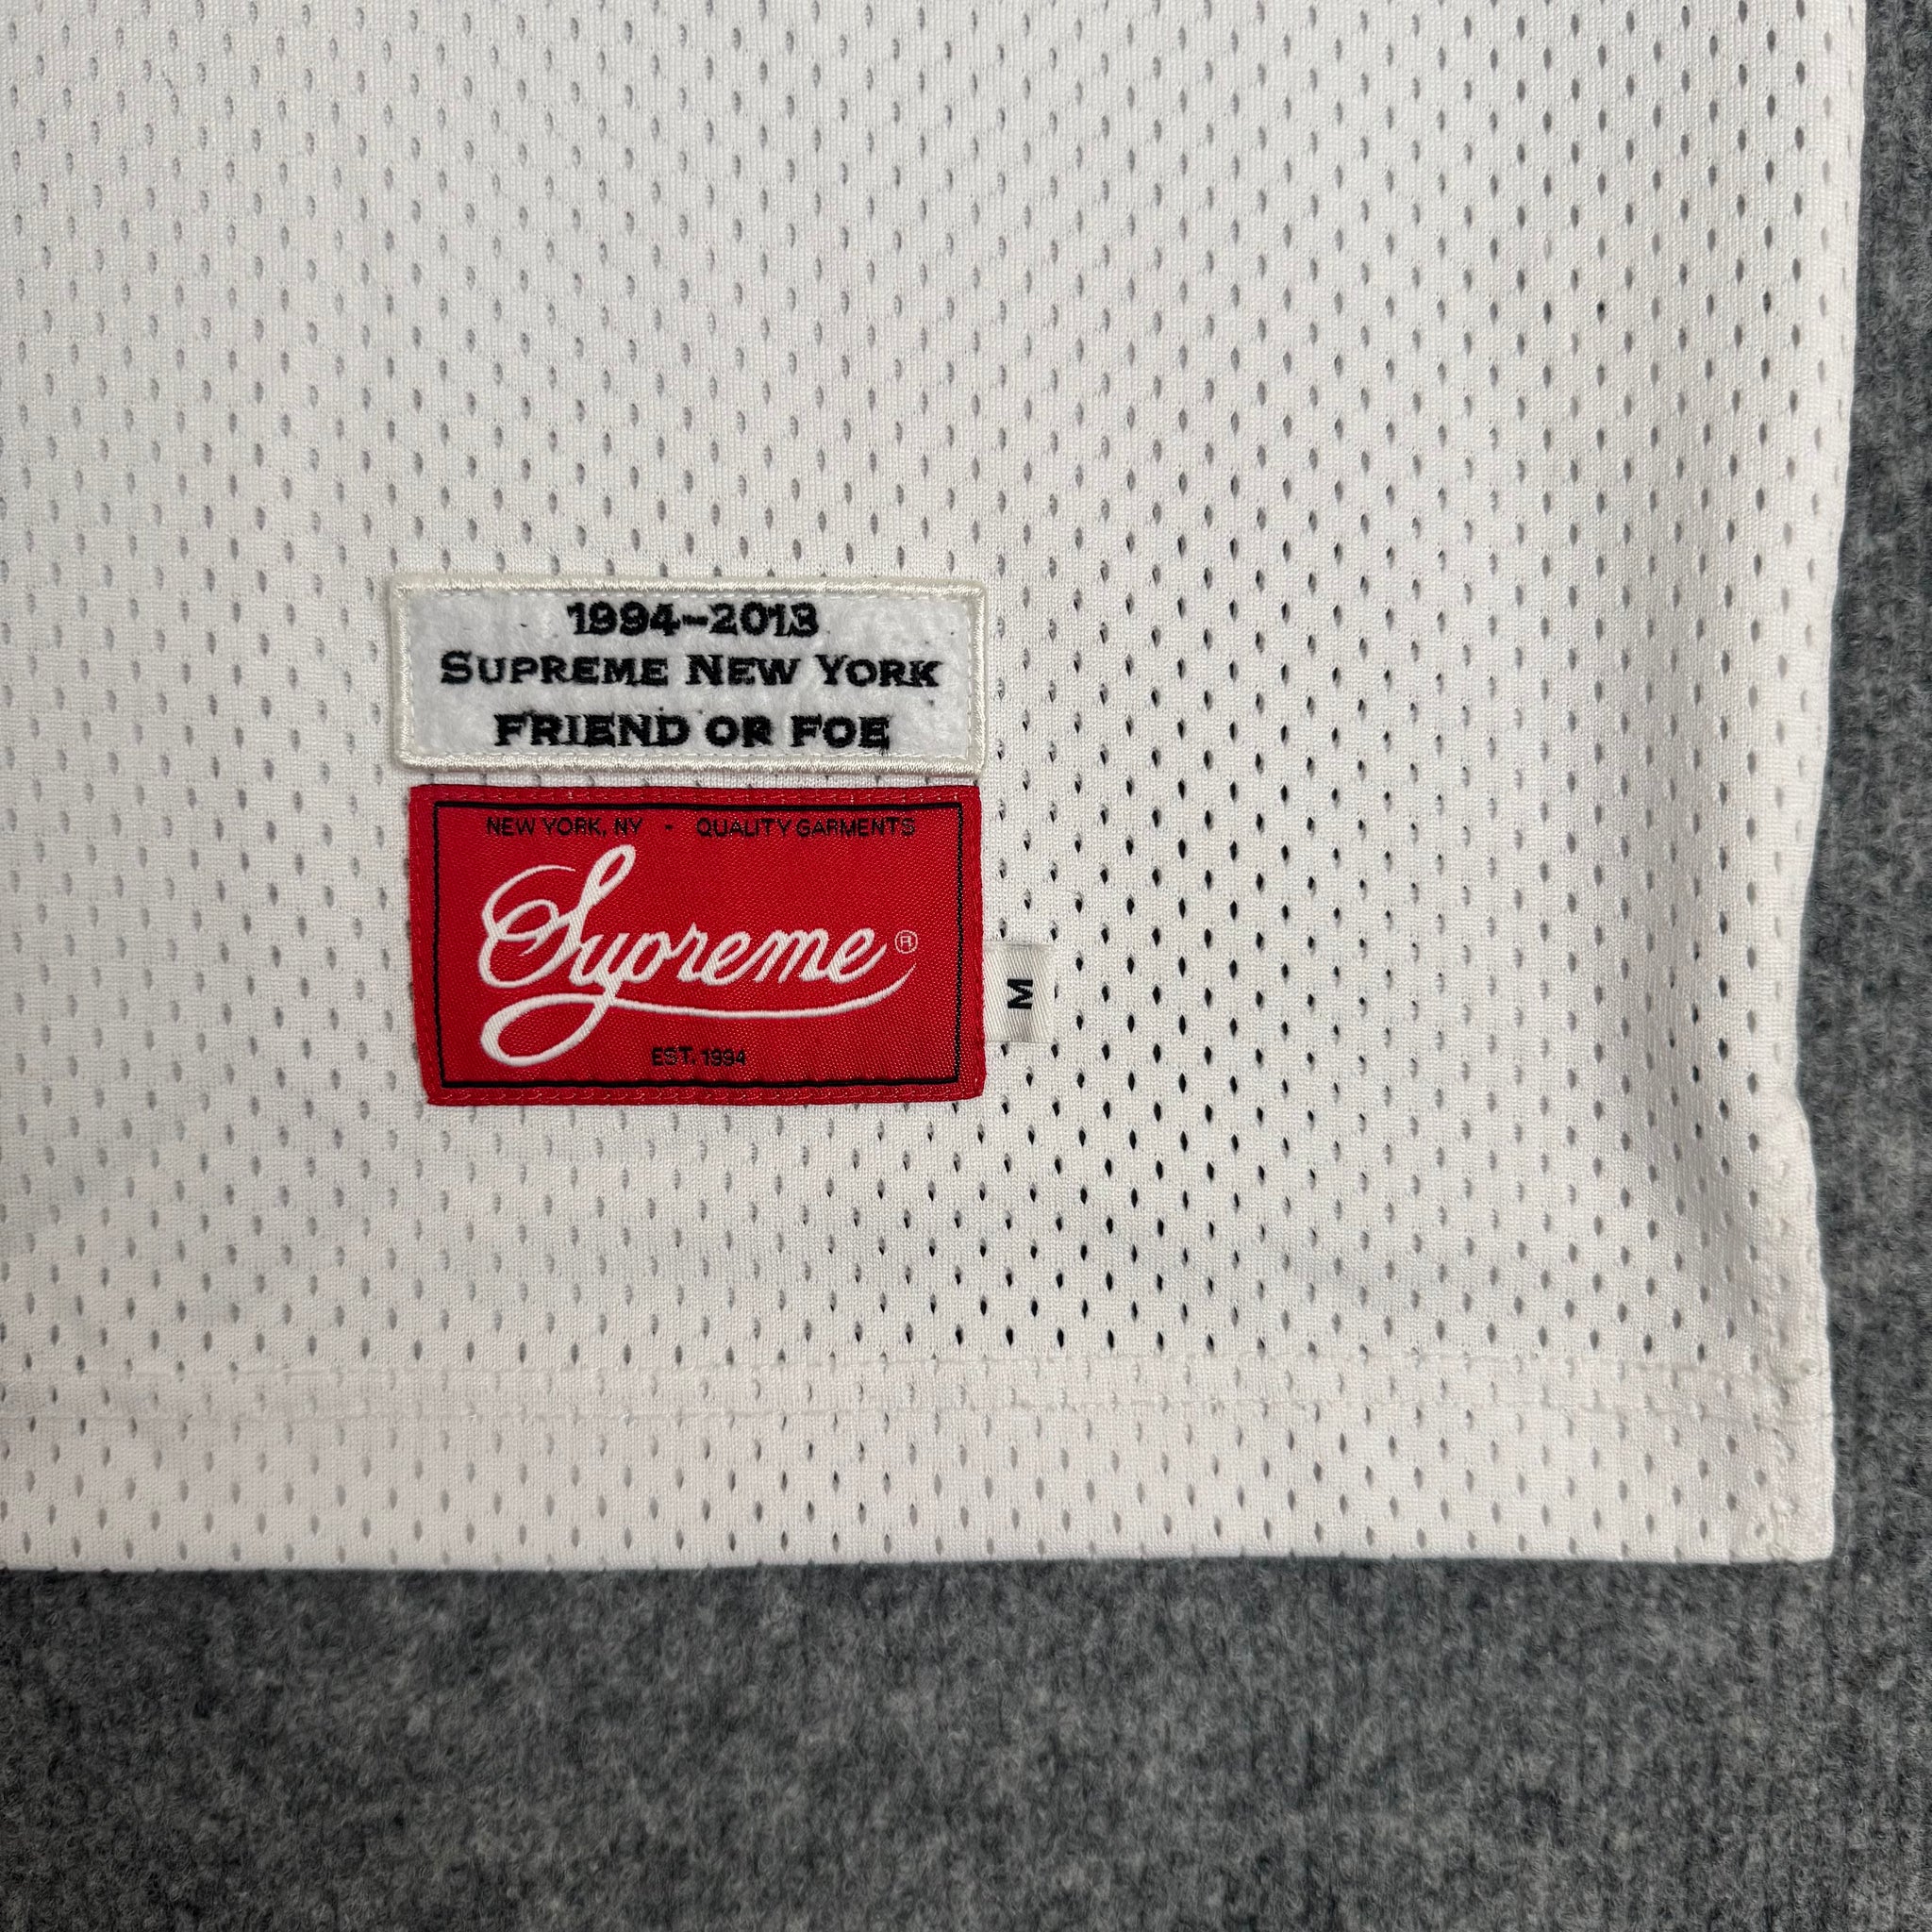 1994-2013
SUPREME NEW YORK
FRIEND OR FOE
NEW YORK, NY - QUALITY GARMENTS
Supreme®
EST. 1994
M